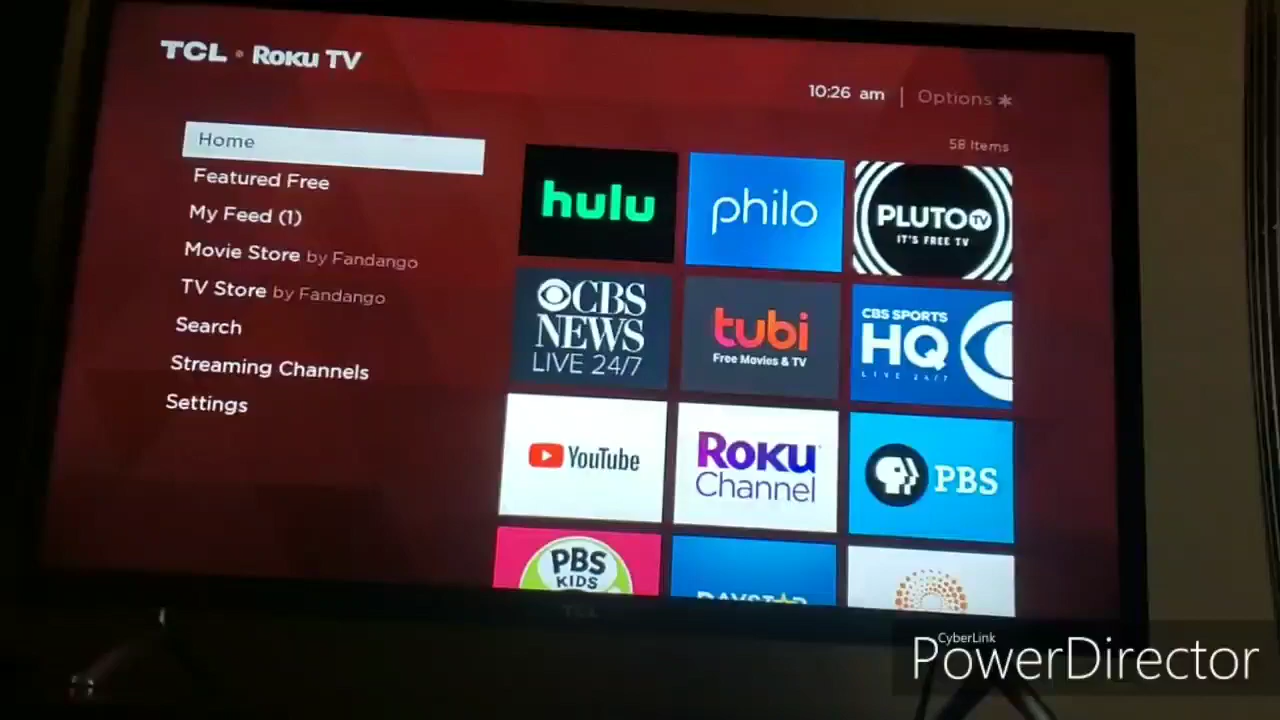 TCL • Roku TV
10:26 am | Options *
58 Items
Home
Featured Free
My Feed (1)
Movie Store by Fandango
TV Store by Fandango
Search
Streaming Channels
Settings
hulu
philo
PLUTO TV
IT'S FREE TV
CBS
NEWS
LIVE 24/7
tubi
Free Movies & TV
CBS SPORTS
HQ
LIVE 24/7
YouTube
Roku
Channel
PBS
PBS
KIDS
DAYSTAR
TCL
CyberLink
PowerDirector